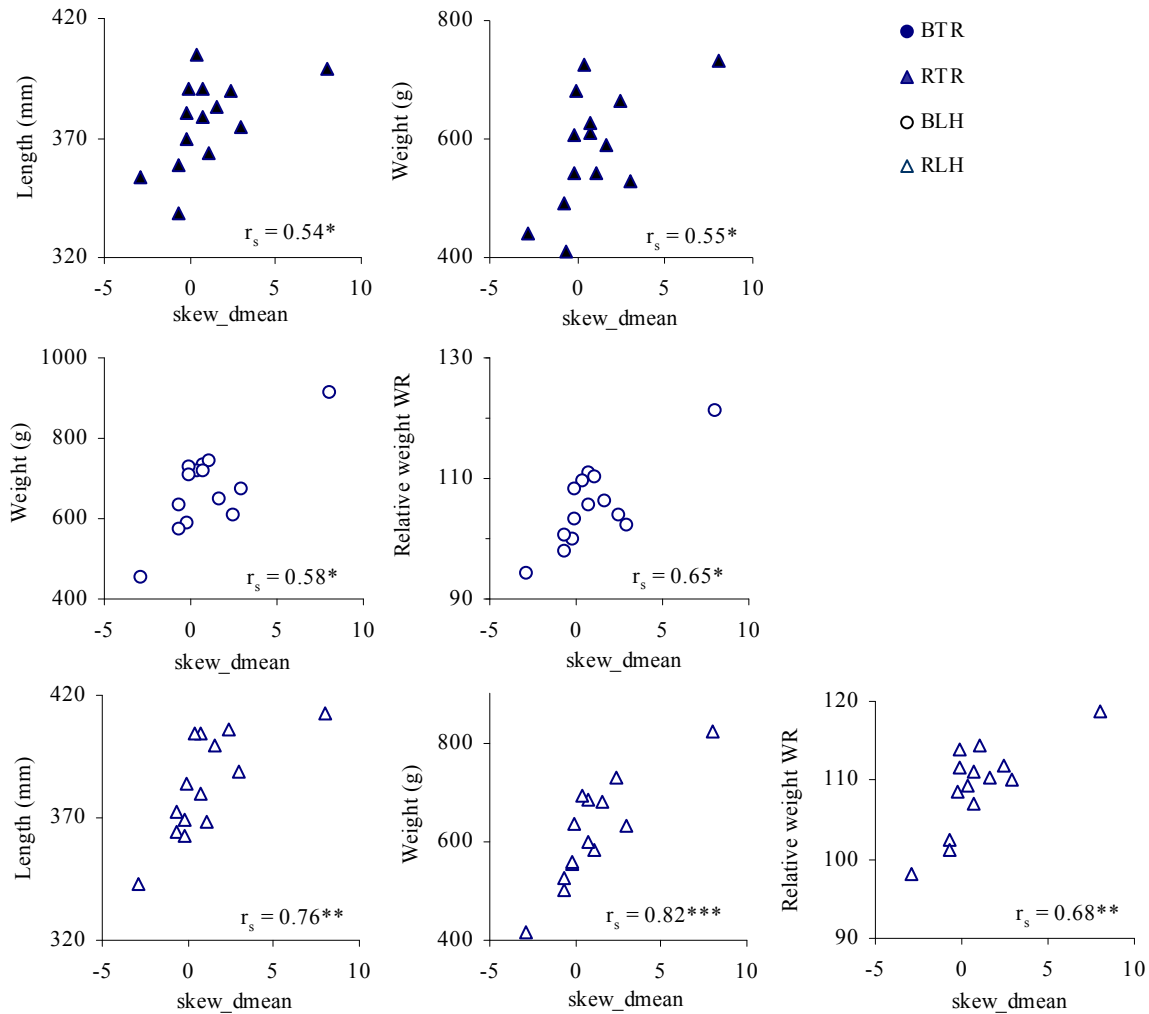 420
370
320
Length (mm)
-5 0 5 10
skew_dmean
r_s = 0.54*
800
600
400
Weight (g)
-5 0 5 10
skew_dmean
r_s = 0.55*
BTR
RTR
BLH
RLH
1000
800
600
400
Weight (g)
-5 0 5 10
skew_dmean
r_s = 0.58*
130
110
90
Relative weight WR
-5 0 5 10
skew_dmean
r_s = 0.65*
420
370
320
Length (mm)
-5 0 5 10
skew_dmean
r_s = 0.76**
800
600
400
Weight (g)
-5 0 5 10
skew_dmean
r_s = 0.82***
120
110
100
90
Relative weight WR
-5 0 5 10
skew_dmean
r_s = 0.68**